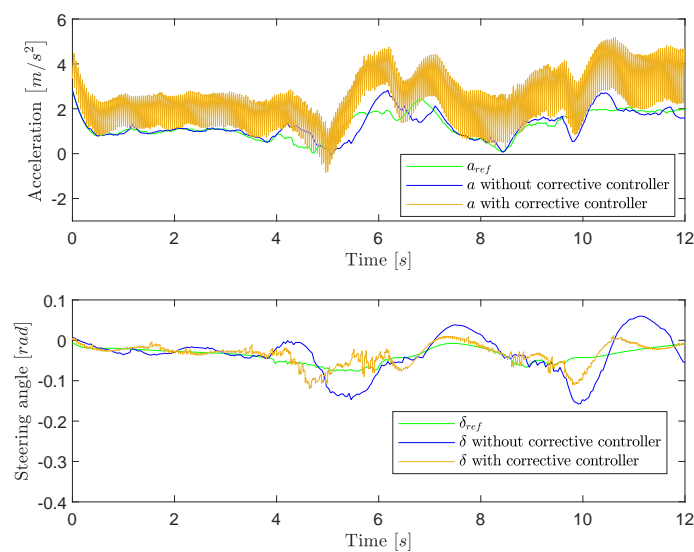 6
4
2
0
-2
Acceleration [m/s²]
a_ref
a without corrective controller
a with corrective controller
0 2 4 6 8 10 12
Time [s]
0.1
0
-0.1
-0.2
-0.3
-0.4
Steering angle [rad]
δ_ref
δ without corrective controller
δ with corrective controller
0 2 4 6 8 10 12
Time [s]